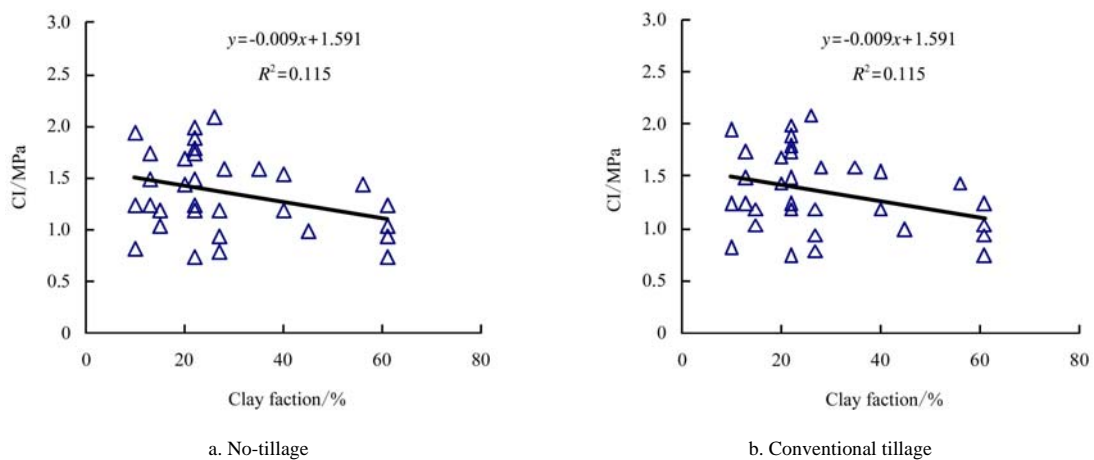 3.0
y=-0.009x+1.591
2.5
R²=0.115
2.0
CI/MPa
1.5
1.0
0.5
0
0 20 40 60 80
Clay faction/%
a. No-tillage
3.0
y=-0.009x+1.591
2.5
R²=0.115
2.0
CI/MPa
1.5
1.0
0.5
0
0 20 40 60 80
Clay faction/%
b. Conventional tillage